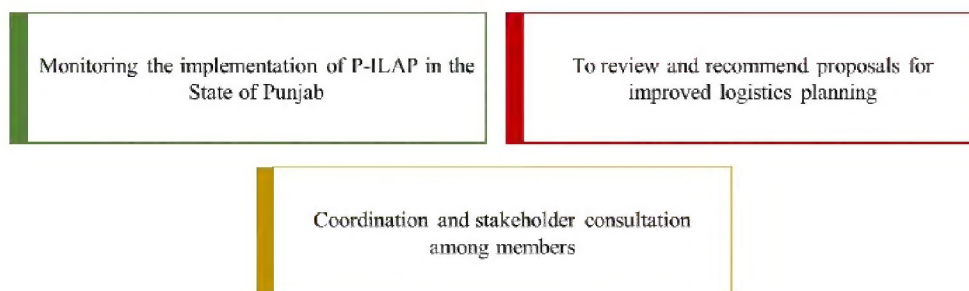 Monitoring the implementation of P-ILAP in the
State of Punjab
To review and recommend proposals for
improved logistics planning
Coordination and stakeholder consultation
among members